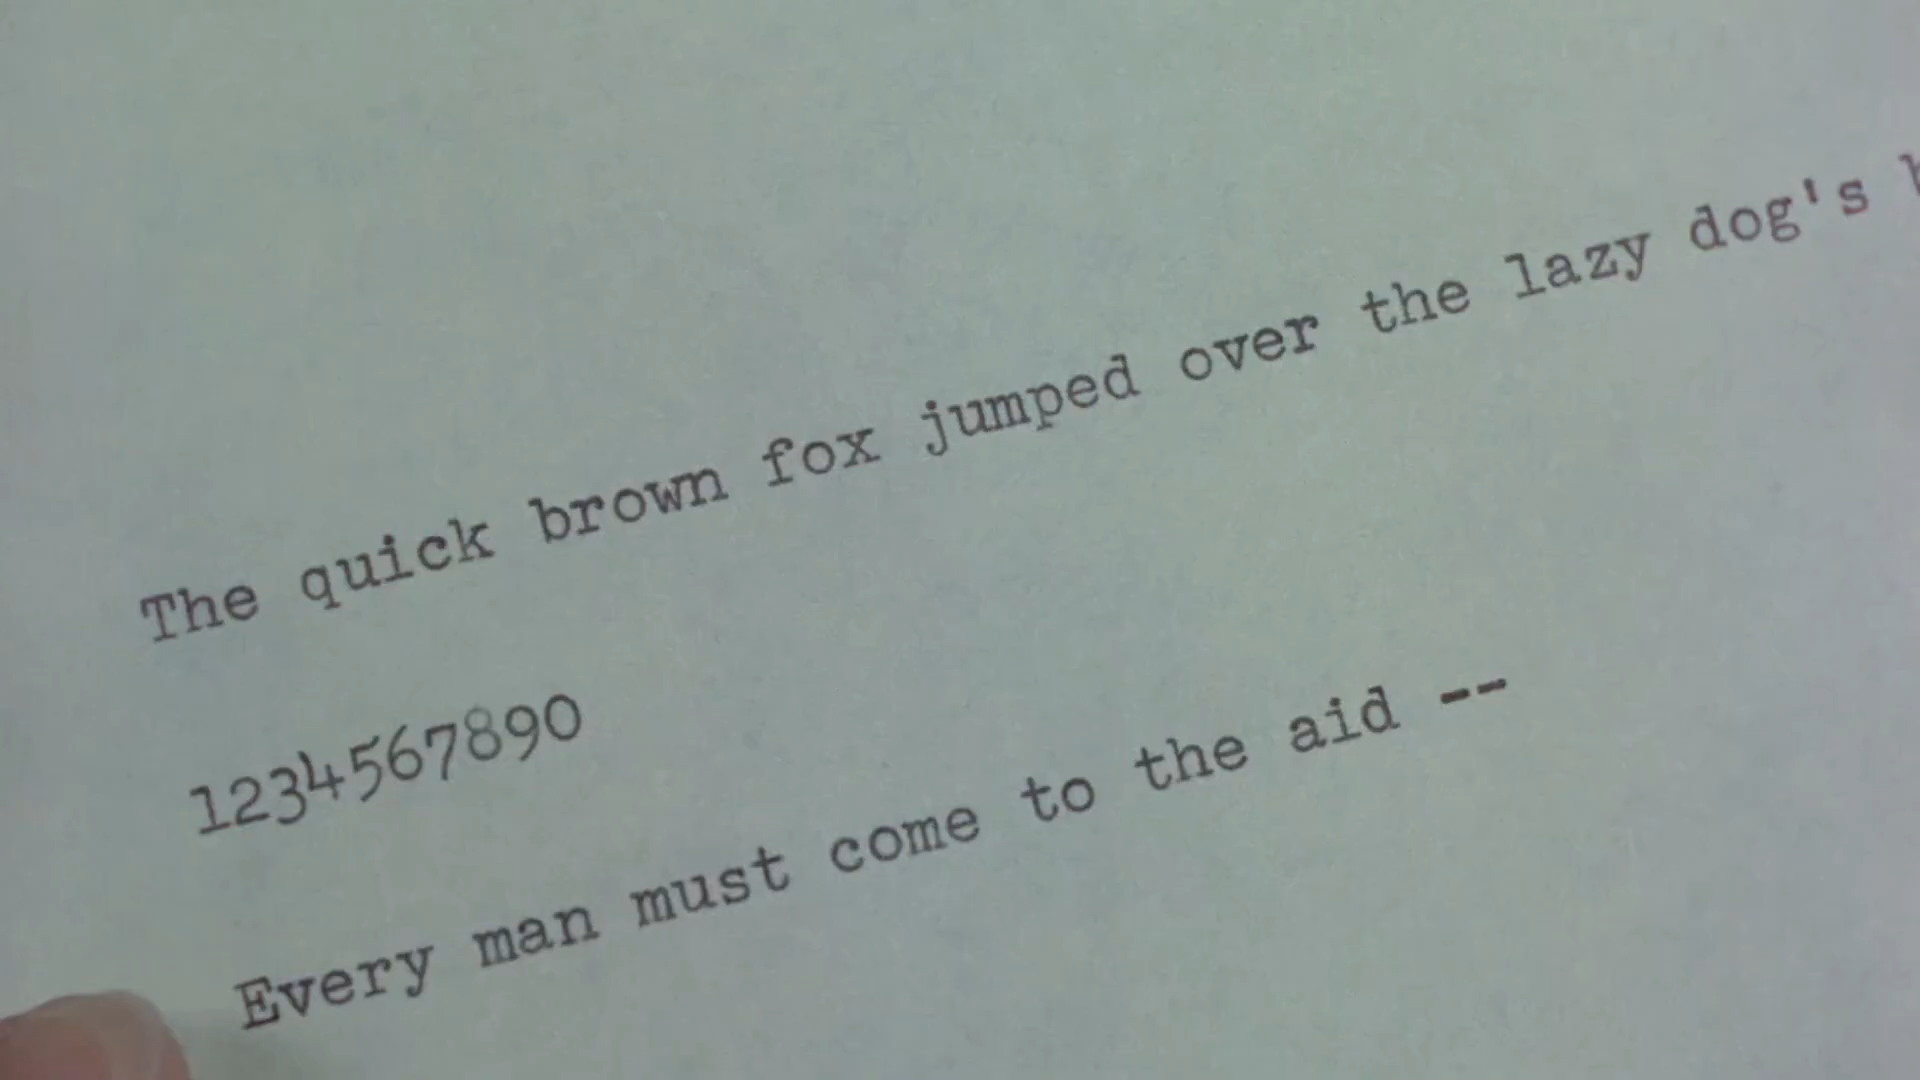 The quick brown fox jumped over the lazy dog's
1234567890
Every man must come to the aid --